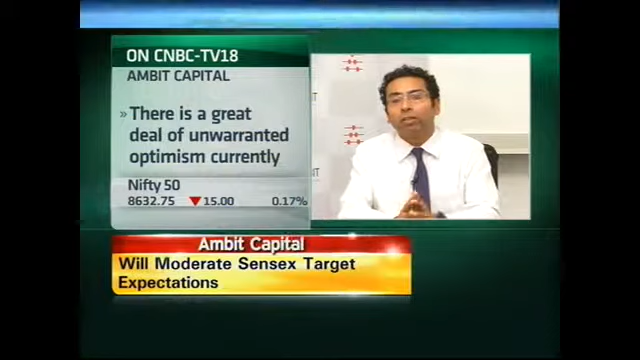 ON CNBC-TV18
AMBIT CAPITAL
» There is a great
deal of unwarranted
optimism currently
Nifty 50
8632.75 ▼ 15.00 0.17%
Ambit Capital
Will Moderate Sensex Target
Expectations